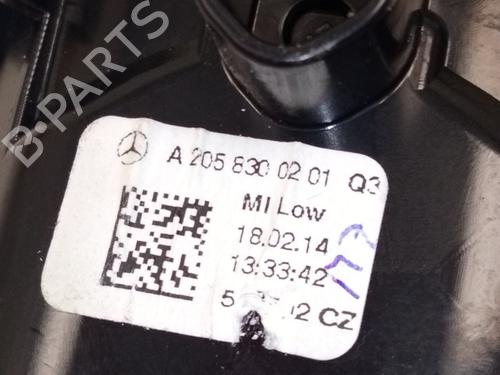 B-PARTS
A 205 830 02 01 Q3
MI Low
18.02.14
13:33:42
CZ